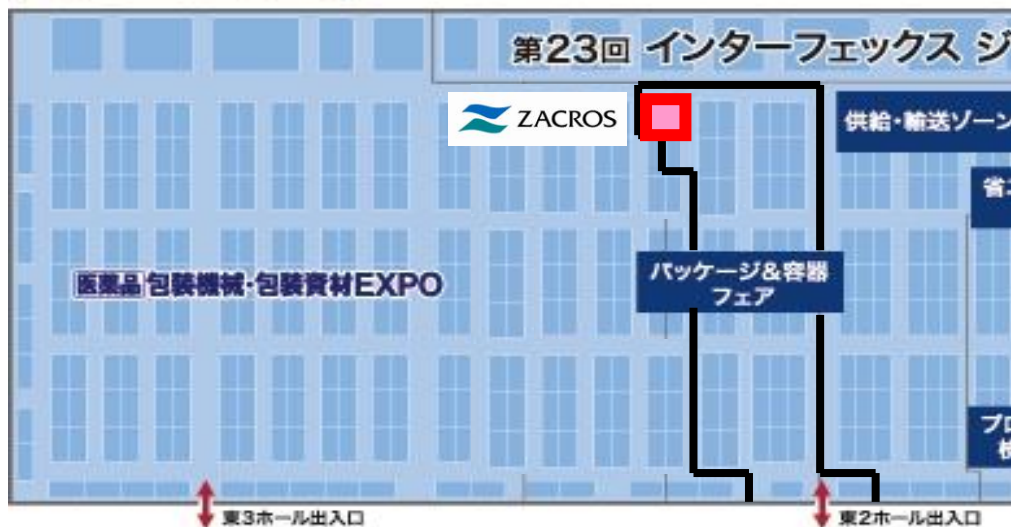 第23回 インターフェックス ジ
ZACROS
供給・輸送ゾーン
省エ
医薬品 包装機械・包装資材EXPO
パッケージ&容器
フェア
プロ
機
東3ホール出入口
東2ホール出入口